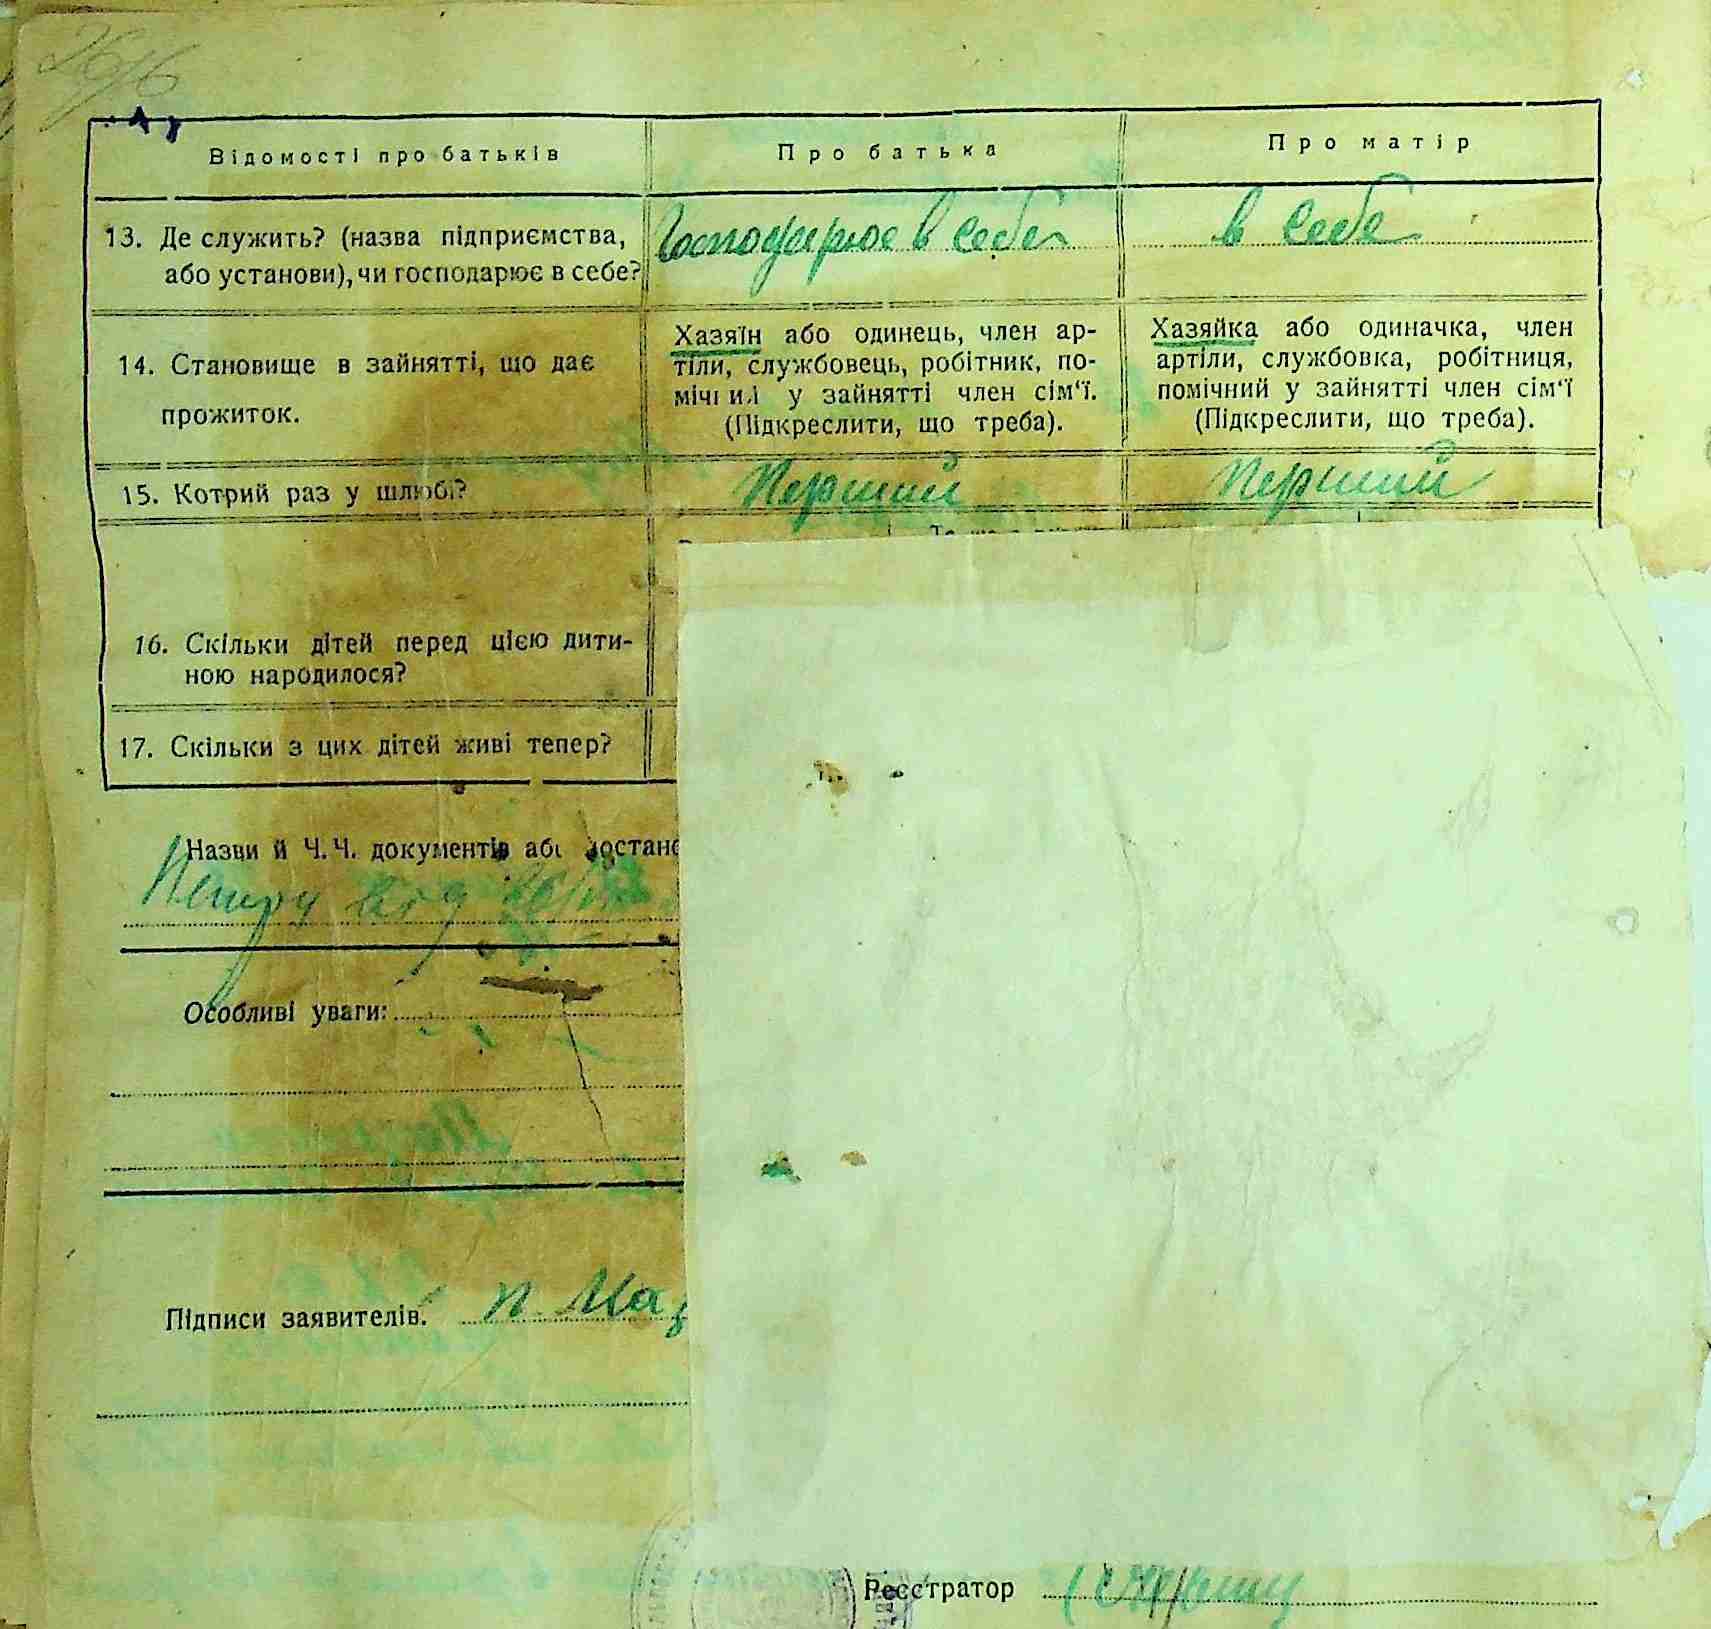 Відомості про батьків
Про батька
Про матір
13. Де служить? (назва підприємства,
або установи), чи господарює в себе?
Господарює в себе
в себе
14. Становище в зайнятті, що дає
прожиток.
Хазяїн або одинець, член ар-
тіли, службовець, робітник, по-
мічний у зайнятті член сім‘ї.
(Підкреслити, що треба).
Хазяйка або одиначка, член
артіли, службовка, робітниця,
помічний у зайнятті член сім‘ї
(Підкреслити, що треба).
15. Котрий раз у шлюбі?
Перший
Перший
16. Скільки дітей перед цією дити-
ною народилося?
17. Скільки з цих дітей живі тепер?
Назви й Ч.Ч. документів або
Особливі уваги:
Підписи заявителів.
П. Маз
Реєстратор